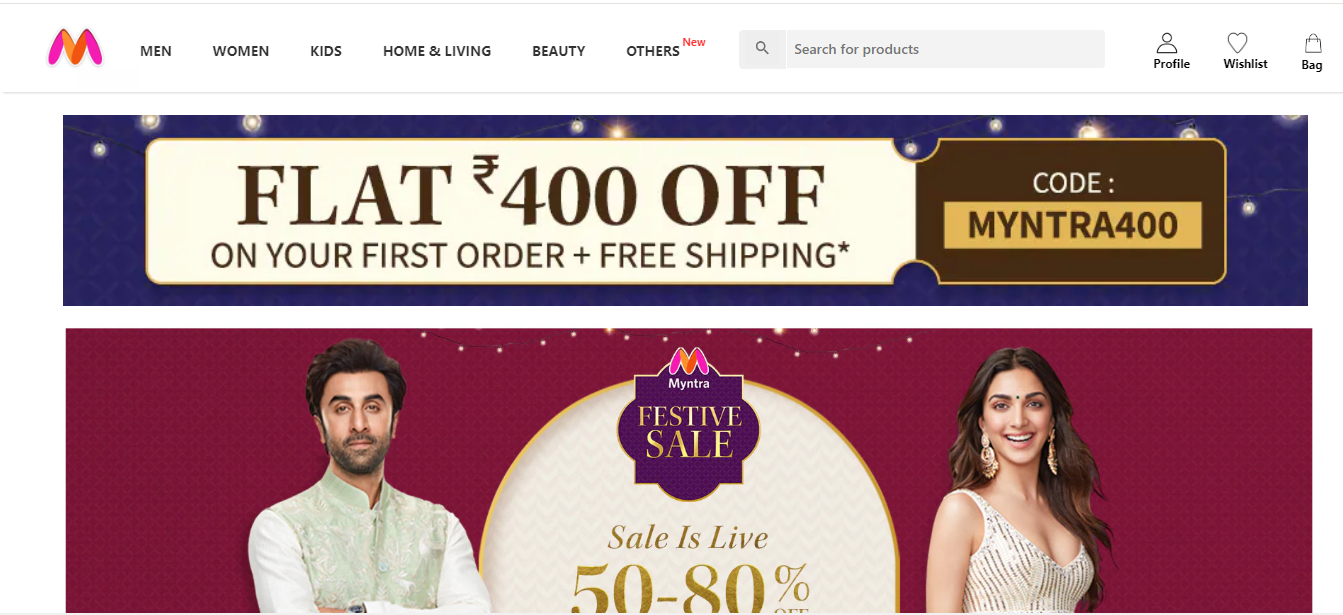 MEN WOMEN KIDS HOME & LIVING BEAUTY OTHERS New
Search for products
Profile Wishlist Bag
FLAT ₹400 OFF
ON YOUR FIRST ORDER + FREE SHIPPING*
CODE :
MYNTRA400
Myntra
FESTIVE
SALE
Sale Is Live
50-80%
OFF